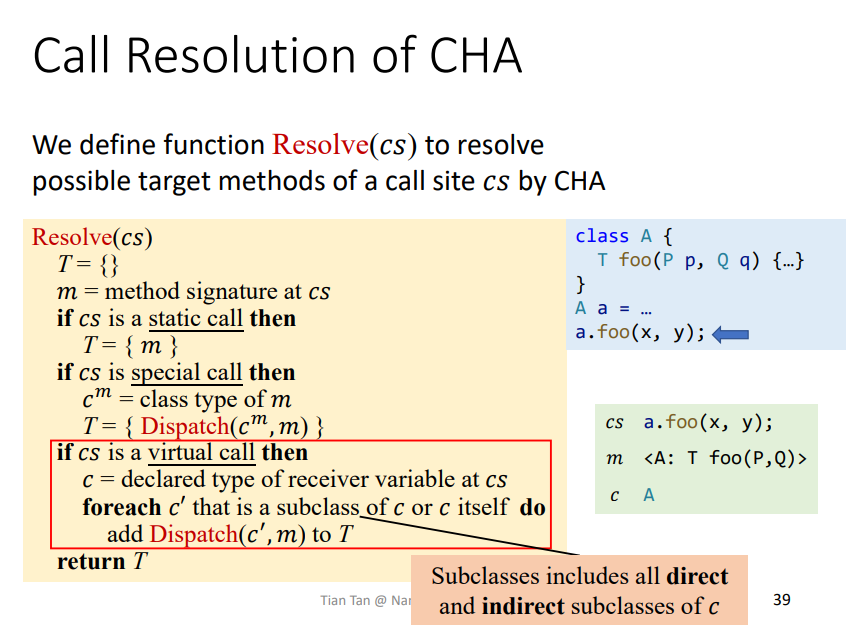 Call Resolution of CHA
We define function Resolve(cs) to resolve
possible target methods of a call site cs by CHA
Resolve(cs)
T = {}
m = method signature at cs
if cs is a static call then
T = { m }
if cs is special call then
cᵐ = class type of m
T = { Dispatch(cᵐ, m) }
if cs is a virtual call then
c = declared type of receiver variable at cs
foreach c′ that is a subclass of c or c itself do
add Dispatch(c′, m) to T
return T
class A {
T foo(P p, Q q) {…}
}
A a = …
a.foo(x, y);
cs a.foo(x, y);
m <A: T foo(P,Q)>
c A
Subclasses includes all direct
and indirect subclasses of c
Tian Tan @
39